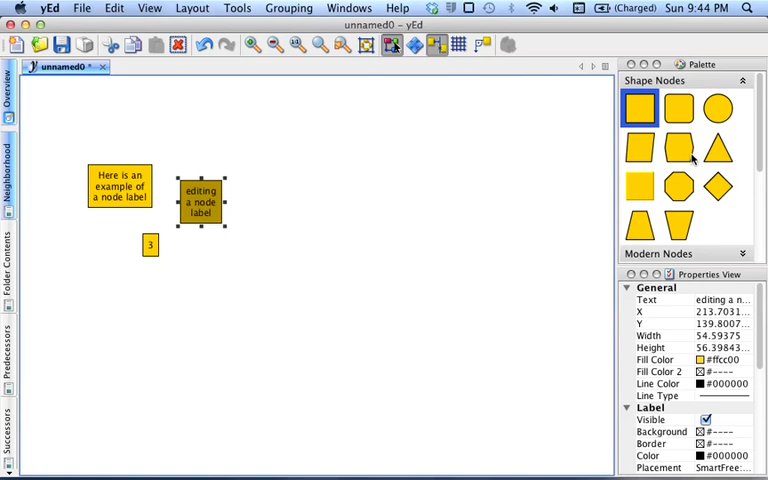 yEd File Edit View Layout Tools Grouping Windows Help (Charged) Sun 9:44 PM
unnamed0 - yEd
unnamed0 *
Palette
Overview
Neighborhood
Folder Contents
Predecessors
Successors
Here is an
example of
a node label
editing
a node
label
3
Shape Nodes
Modern Nodes
Properties View
General
Text editing a n...
X 213.7031...
Y 139.8007...
Width 54.59375
Height 56.39843...
Fill Color #ffcc00
Fill Color 2 #----
Line Color #000000
Line Type
Label
Visible
Background #----
Border #----
Color #000000
Placement SmartFree:...